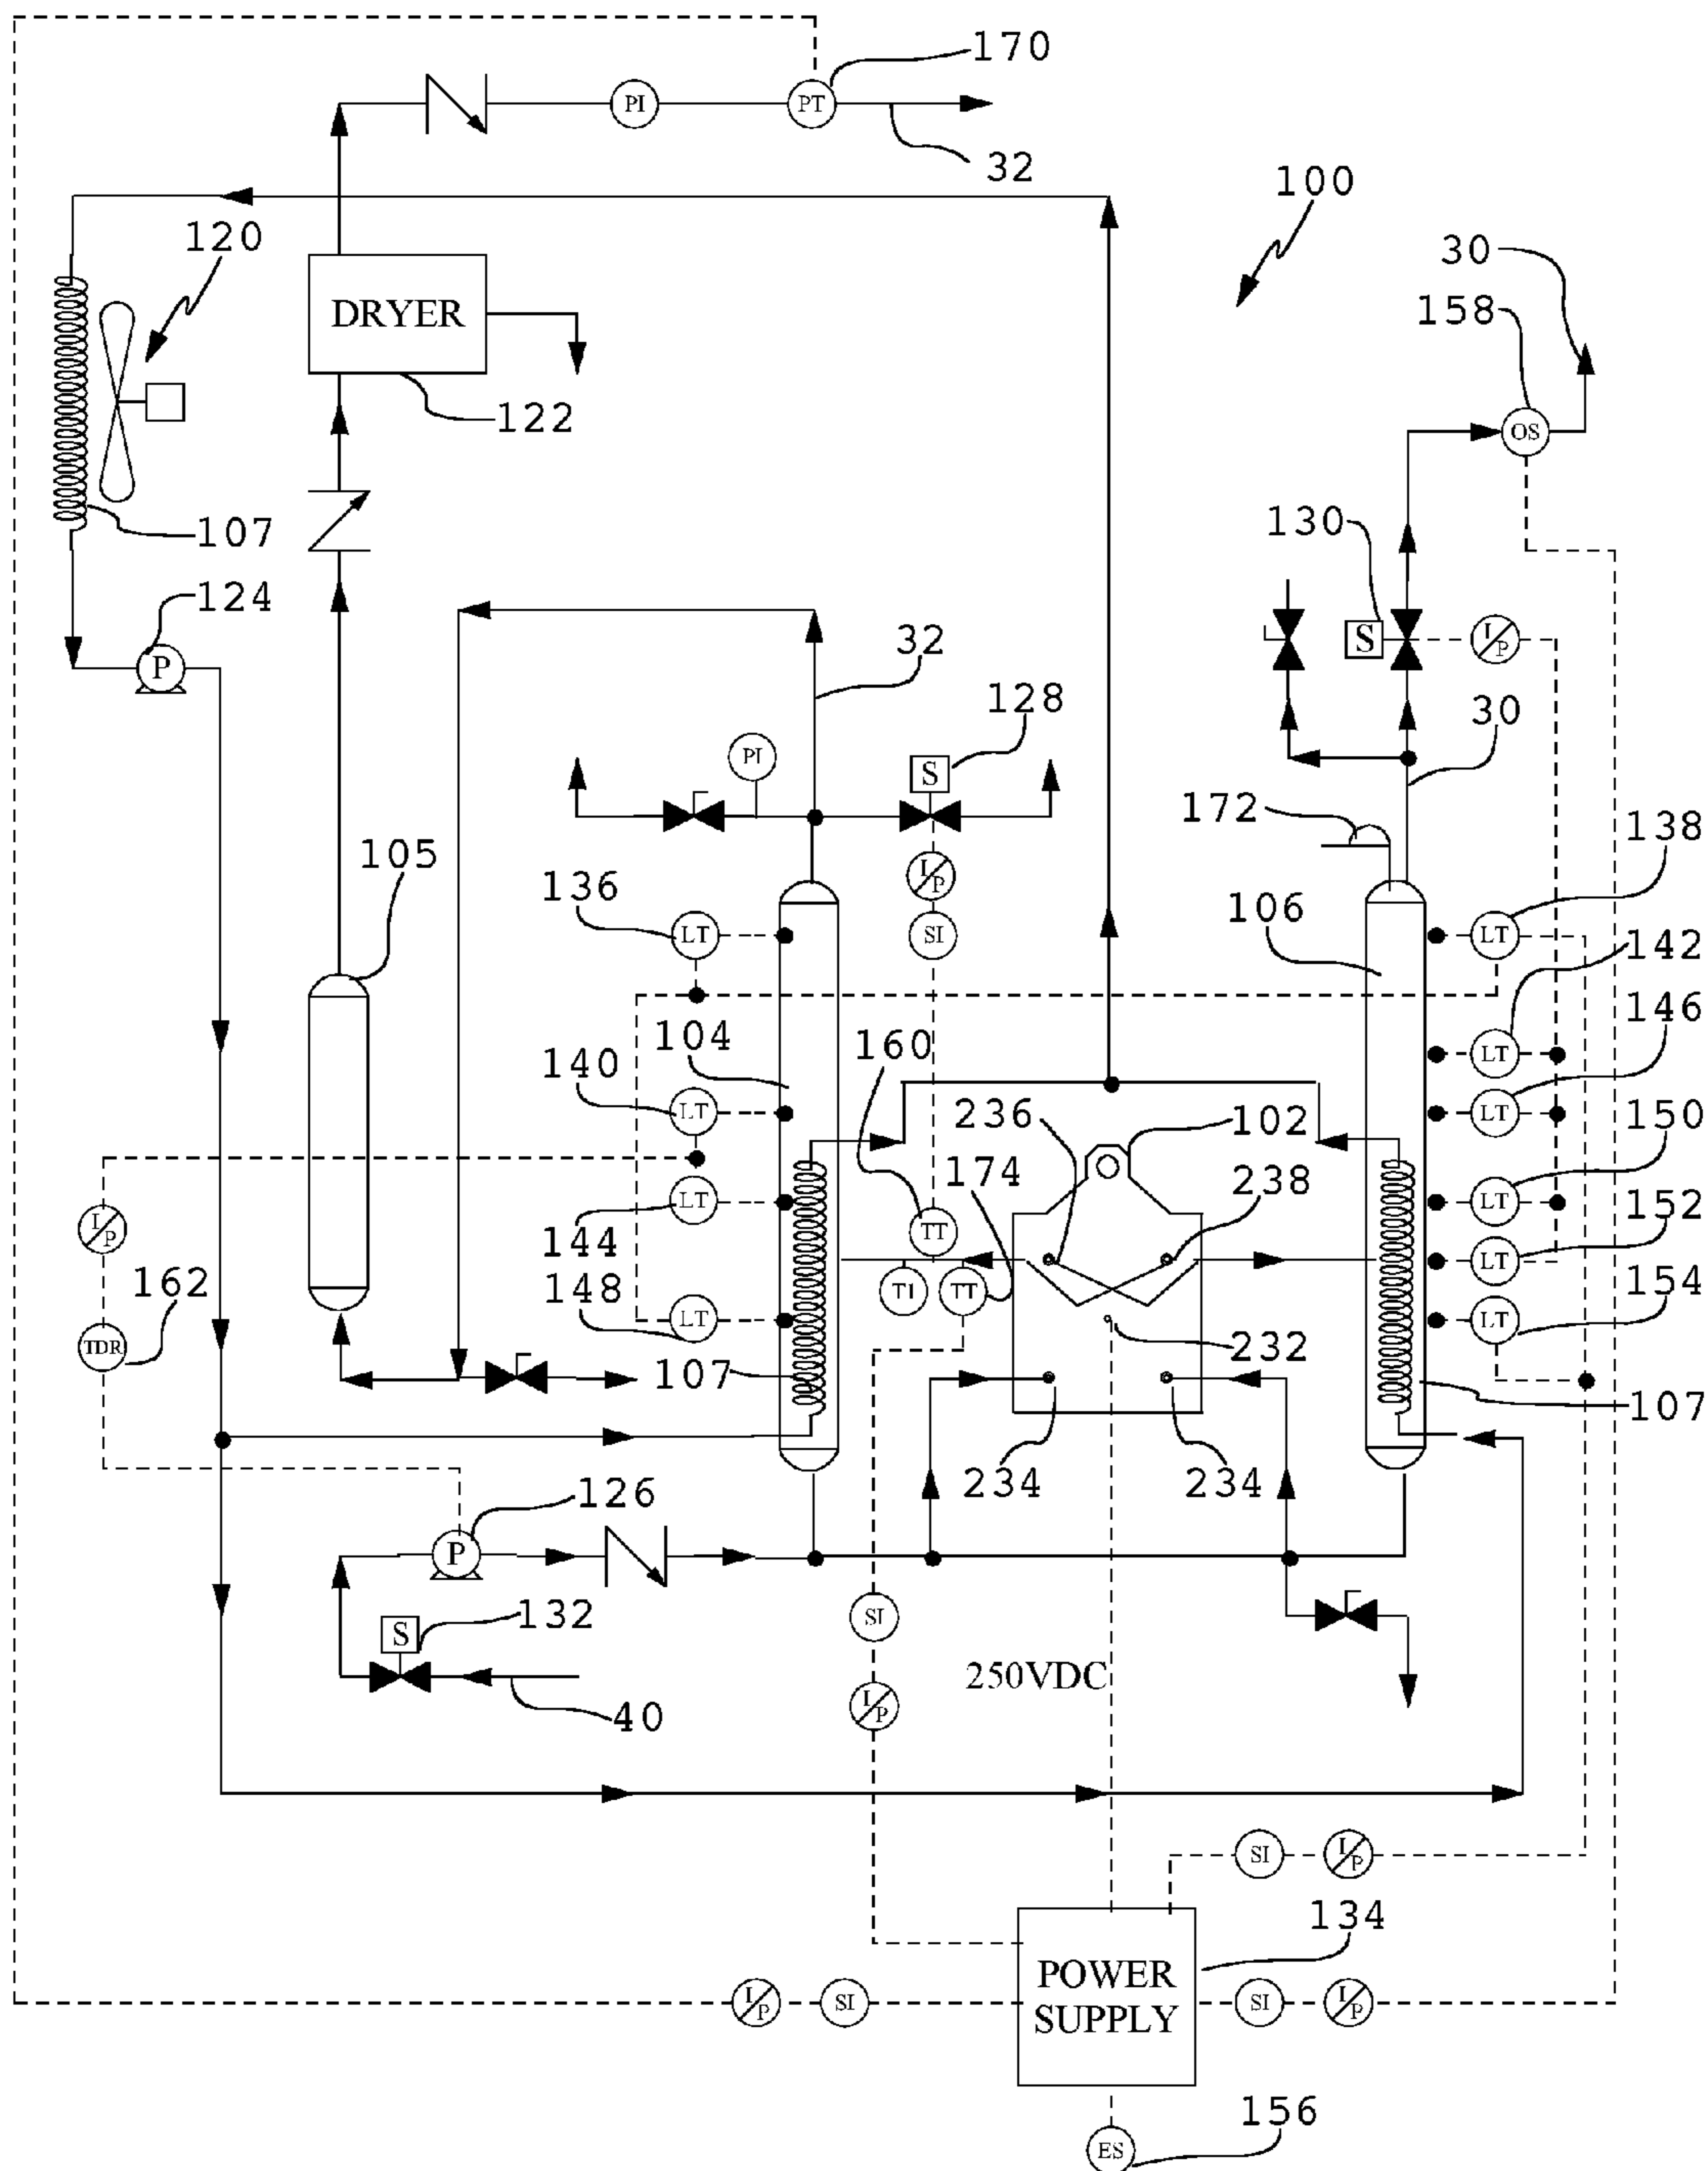 170
PI
PT
32
100
120
30
158
DRYER
OS
122
107
130
124
P
32
S
I/P
128
30
PI
S
172
138
105
136
I/P
106
LT
SI
LT
142
104
160
LT
146
140
236
102
LT
LT
174
238
150
I/P
LT
TT
LT
152
144
162
148
TI
TT
LT
154
TDR
LT
232
LT
107
107
234
234
126
P
132
S
SI
250VDC
I/P
40
SI
I/P
134
POWER
SUPPLY
I/P
SI
SI
I/P
156
ES